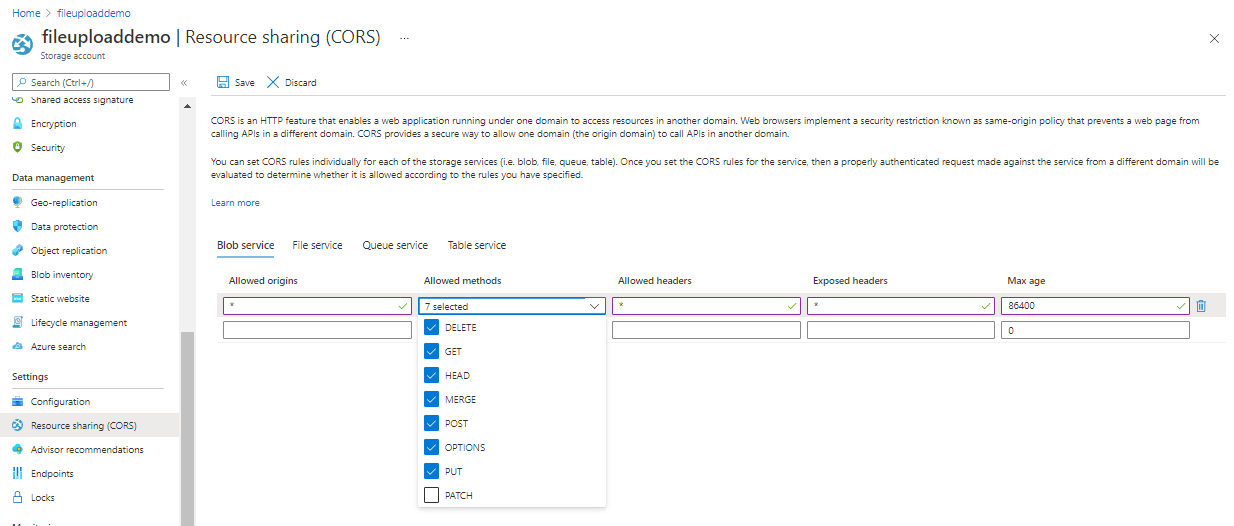 Home > fileuploaddemo
fileuploaddemo | Resource sharing (CORS) ...
Storage account
Search (Ctrl+/)
«
Save
Discard
Shared access signature
Encryption
Security
Data management
Geo-replication
Data protection
Object replication
Blob inventory
Static website
Lifecycle management
Azure search
Settings
Configuration
Resource sharing (CORS)
Advisor recommendations
Endpoints
Locks
CORS is an HTTP feature that enables a web application running under one domain to access resources in another domain. Web browsers implement a security restriction known as same-origin policy that prevents a web page from
calling APIs in a different domain. CORS provides a secure way to allow one domain (the origin domain) to call APIs in another domain.
You can set CORS rules individually for each of the storage services (i.e. blob, file, queue, table). Once you set the CORS rules for the service, then a properly authenticated request made against the service from a different domain will be
evaluated to determine whether it is allowed according to the rules you have specified.
Learn more
Blob service File service Queue service Table service
Allowed origins Allowed methods Allowed headers Exposed headers Max age
* 7 selected * * 86400
0
DELETE
GET
HEAD
MERGE
POST
OPTIONS
PUT
PATCH